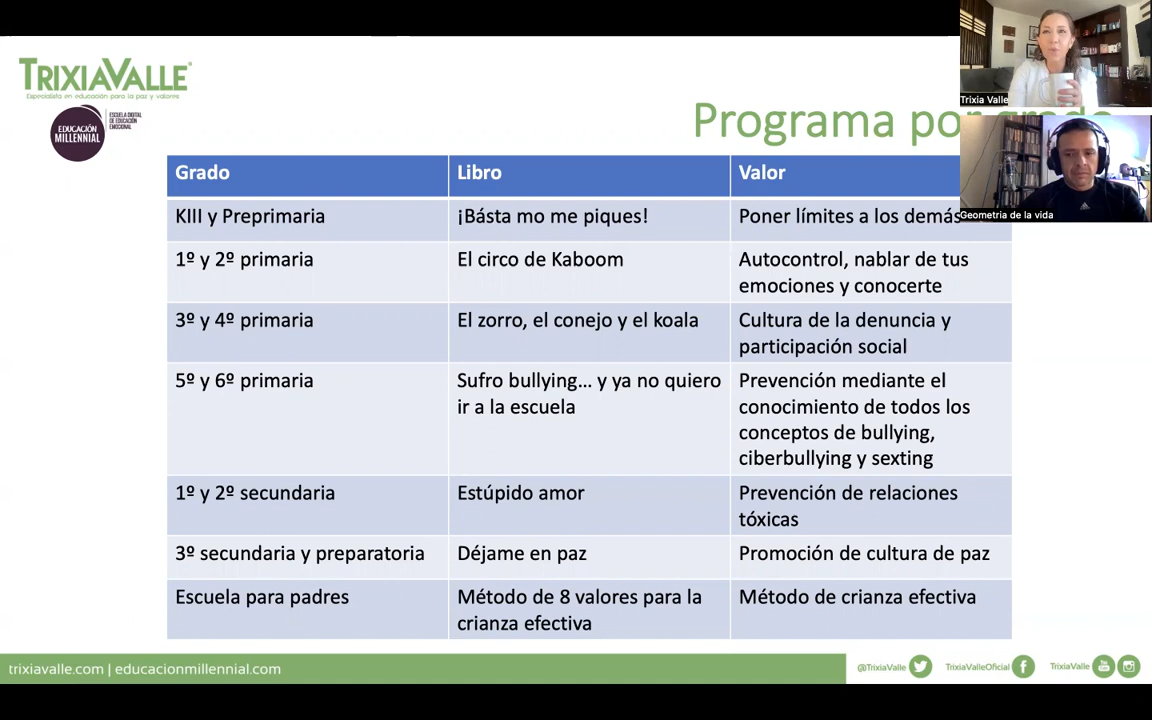 TRIXIAVALLE®
Especialista en educación para la paz y valores
EDUCACIÓN
MILLENNIAL
ESCUELA DIGITAL
DE EDUCACIÓN
EMOCIONAL
Trixia Valle
Geometria de la vida
Programa por grado
Grado Libro Valor
KIII y Preprimaria ¡Básta mo me piques! Poner límites a los demás
1º y 2º primaria El circo de Kaboom Autocontrol, nablar de tus
emociones y conocerte
3º y 4º primaria El zorro, el conejo y el koala Cultura de la denuncia y
participación social
5º y 6º primaria Sufro bullying... y ya no quiero Prevención mediante el
ir a la escuela conocimiento de todos los
conceptos de bullying,
ciberbullying y sexting
1º y 2º secundaria Estúpido amor Prevención de relaciones
tóxicas
3º secundaria y preparatoria Déjame en paz Promoción de cultura de paz
Escuela para padres Método de 8 valores para la Método de crianza efectiva
crianza efectiva
trixiavalle.com | educacionmillennial.com @TrixiaValle TrixiaValleOficial TrixiaValle